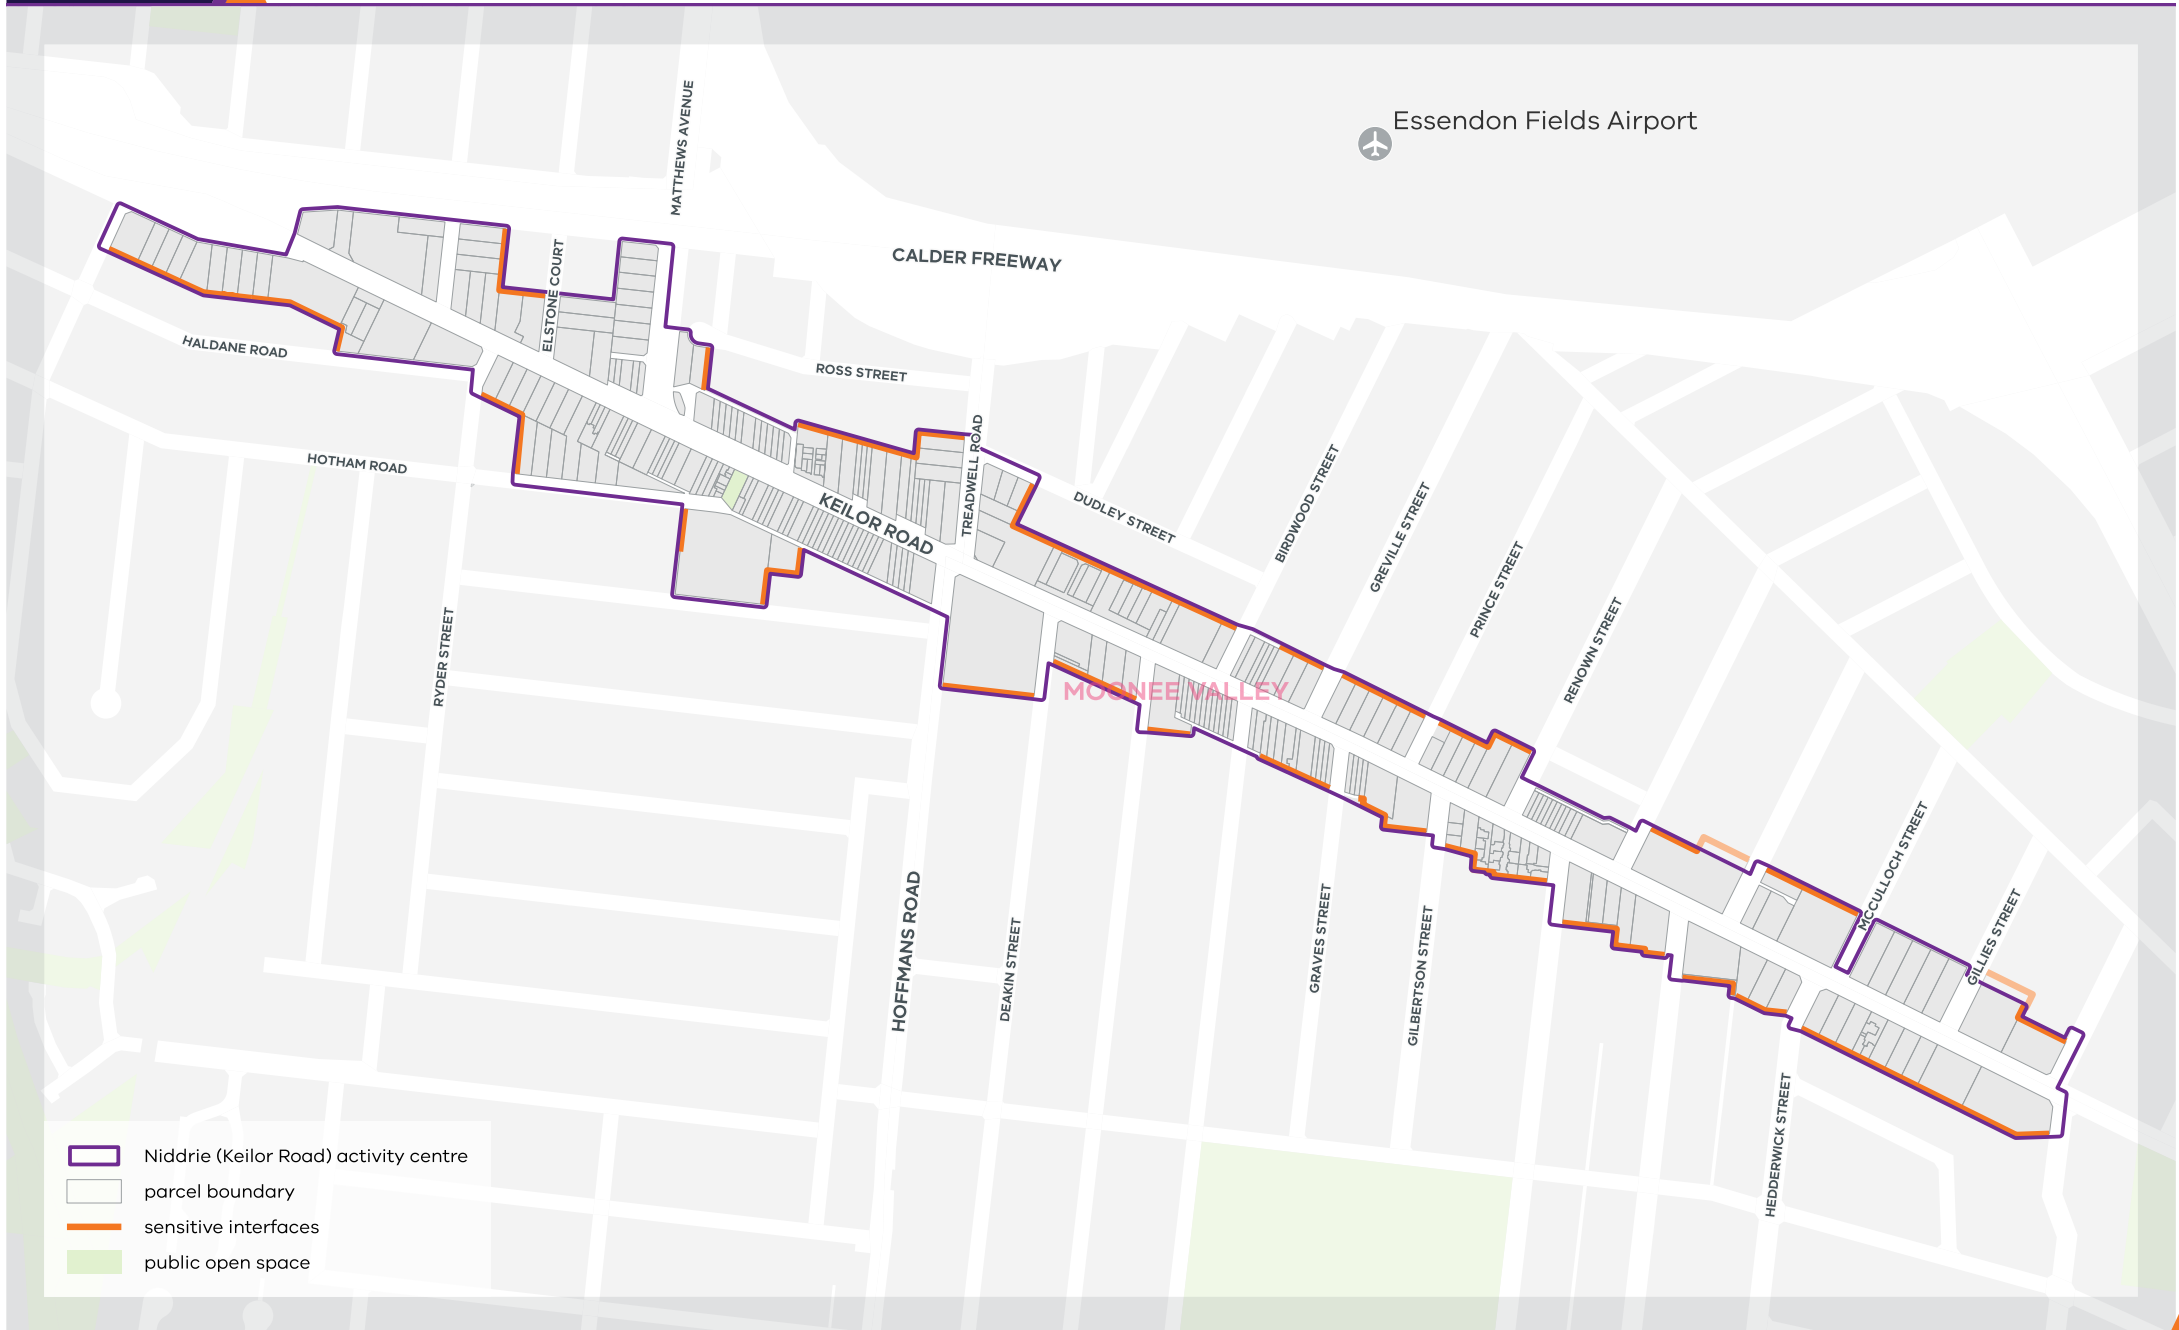 Essendon Fields Airport
MATTHEWS AVENUE
CALDER FREEWAY
ELSTONE COURT
HALDANE ROAD
ROSS STREET
HOTHAM ROAD
TREADWELL ROAD
KEILOR ROAD
DUDLEY STREET
BIRDWOOD STREET
GREVILLE STREET
PRINCE STREET
RENOWN STREET
RYDER STREET
MOONEE VALLEY
MCCULLOCH STREET
GILLIES STREET
HOFFMANS ROAD
DEAKIN STREET
GRAVES STREET
GILBERTSON STREET
HEDDERWICK STREET
Niddrie (Keilor Road) activity centre
parcel boundary
sensitive interfaces
public open space